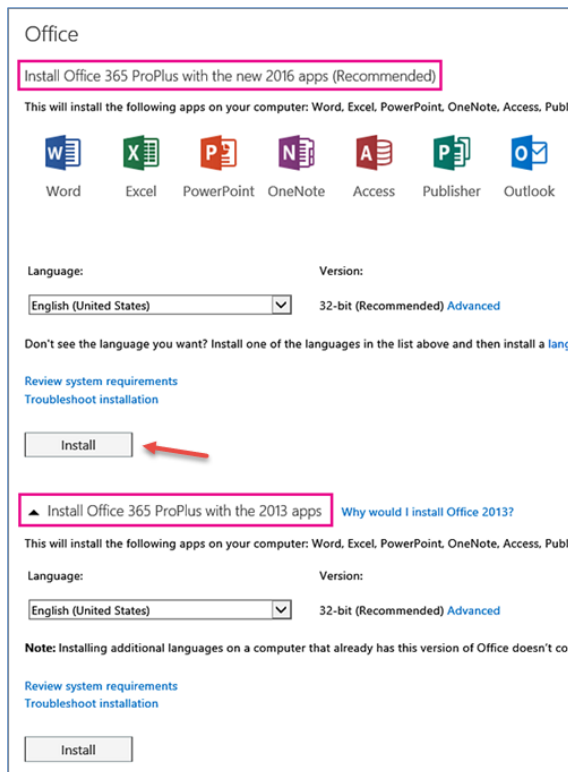 Office
Install Office 365 ProPlus with the new 2016 apps (Recommended)
This will install the following apps on your computer: Word, Excel, PowerPoint, OneNote, Access, Publ
Word Excel PowerPoint OneNote Access Publisher Outlook
Language: Version:
English (United States) 32-bit (Recommended) Advanced
Don't see the language you want? Install one of the languages in the list above and then install a lang
Review system requirements
Troubleshoot installation
Install
Install Office 365 ProPlus with the 2013 apps Why would I install Office 2013?
This will install the following apps on your computer: Word, Excel, PowerPoint, OneNote, Access, Publ
Language: Version:
English (United States) 32-bit (Recommended) Advanced
Note: Installing additional languages on a computer that already has this version of Office doesn't co
Review system requirements
Troubleshoot installation
Install